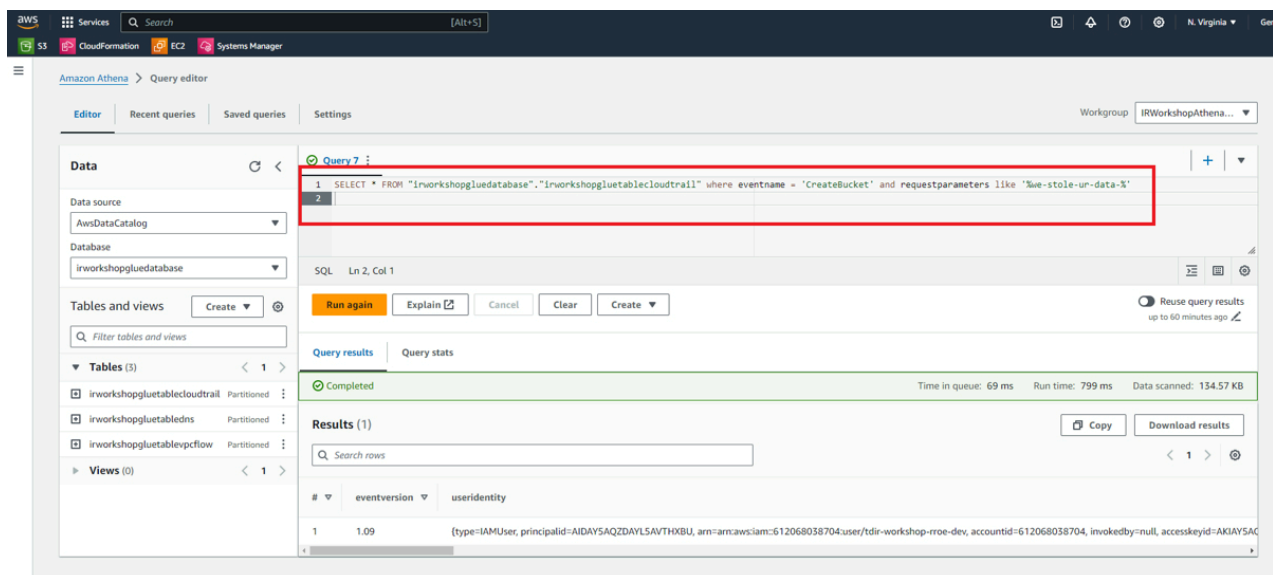 aws Services Search [Alt+S] N. Virginia
S3 CloudFormation EC2 Systems Manager
Amazon Athena > Query editor
Editor Recent queries Saved queries Settings Workgroup IRWorkshopAthena...
Data
Query 7
1 SELECT * FROM "irworkshopgluedatabase"."irworkshopgluetablecloudtrail" where eventname = 'CreateBucket' and requestparameters like '%we-stole-ur-data-%'
2
Data source
AwsDataCatalog
Database
irworkshopgluedatabase
SQL Ln 2, Col 1
Tables and views Create
Filter tables and views
Tables (3) < 1 >
irworkshopgluetablecloudtrail Partitioned
irworkshopgluetabledns Partitioned
irworkshopgluetablevpcflow Partitioned
Views (0) < 1 >
Run again Explain Cancel Clear Create
Reuse query results
up to 60 minutes ago
Query results Query stats
Completed Time in queue: 69 ms Run time: 799 ms Data scanned: 134.57 KB
Results (1) Copy Download results
Search rows < 1 >
# eventversion useridentity
1 1.09 {type=IAMUser, principalid=AIDAY5AQZDAYL5AVTHXBU, arn=arn:aws:iam::612068038704:user/tdir-workshop-rroe-dev, accountid=612068038704, invokedby=null, accesskeyid=AKIAY5AQ